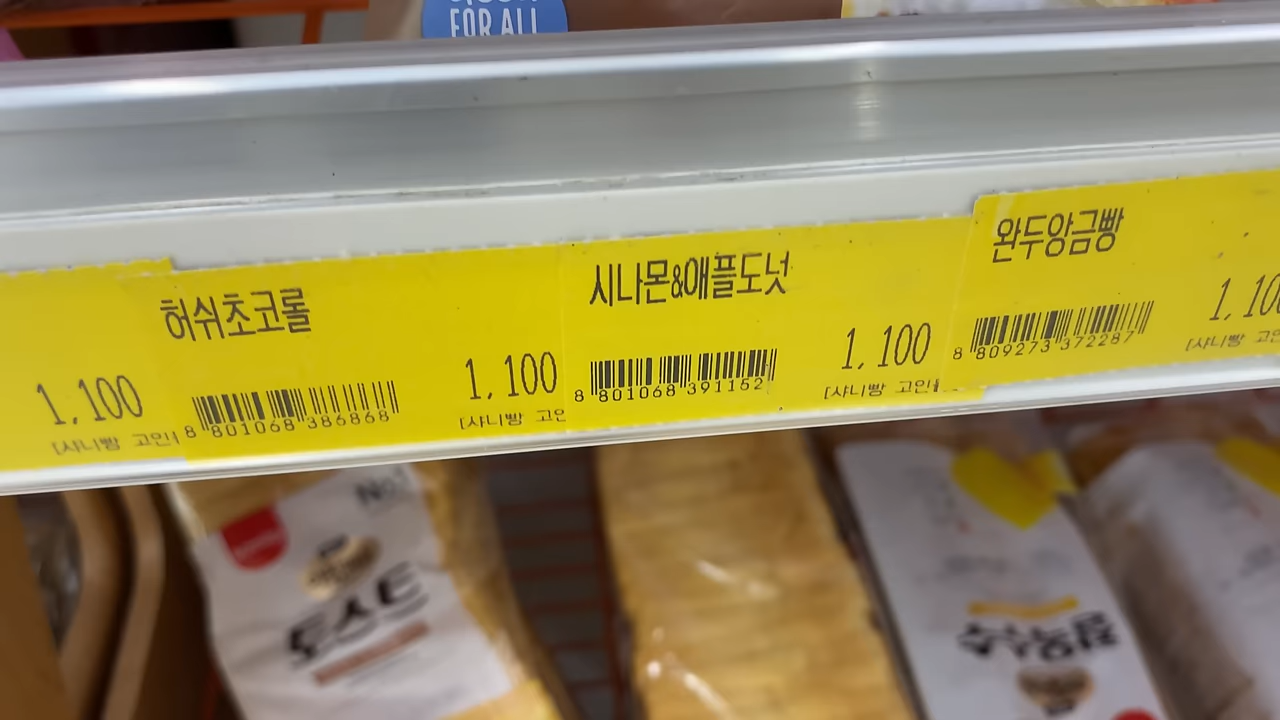 FOR ALL
1,100
[샤니빵 고인
허쉬초코롤
8 801068 386868
1,100
[샤니빵 고인
시나몬&애플도넛
8 801068 391152
1,100
[샤니빵 고인
완두앙금빵
8 809273 372287
[샤니빵 고인
No.1
토스트